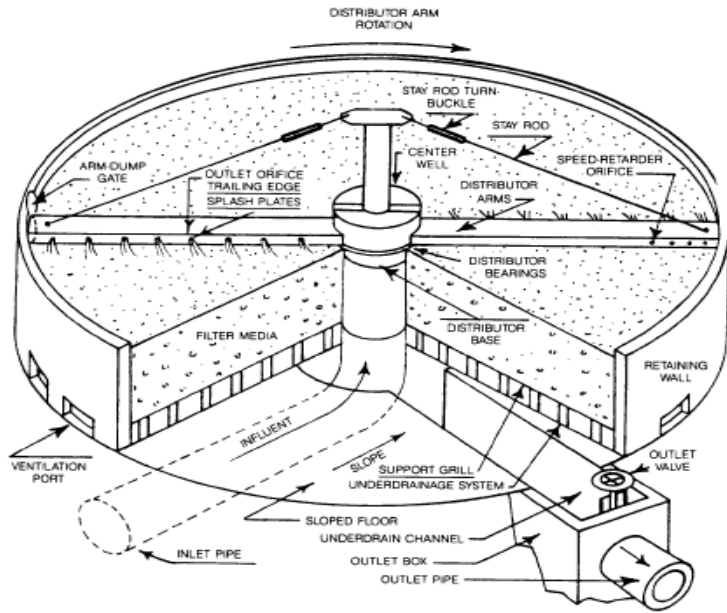 DISTRIBUTOR ARM
ROTATION
STAY ROD TURN-
BUCKLE
STAY ROD
CENTER
WELL
SPEED-RETARDER
ORIFICE
ARM-DUMP
GATE
OUTLET ORIFICE
TRAILING EDGE
SPLASH PLATES
DISTRIBUTOR
ARMS
DISTRIBUTOR
BEARINGS
DISTRIBUTOR
BASE
FILTER MEDIA
RETAINING
WALL
INFLUENT
SLOPE
VENTILATION
PORT
SUPPORT GRILL
UNDERDRAINAGE SYSTEM
OUTLET
VALVE
SLOPED FLOOR
UNDERDRAIN CHANNEL
INLET PIPE
OUTLET BOX
OUTLET PIPE